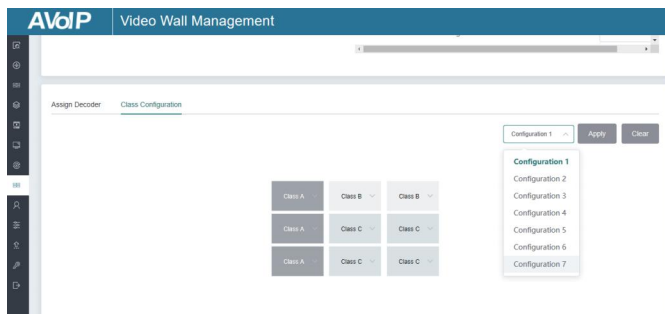 AVoIP Video Wall Management
Assign Decoder Class Configuration
Configuration 1 Apply Clear
Configuration 1
Configuration 2
Configuration 3
Configuration 4
Configuration 5
Configuration 6
Configuration 7
Class A Class B Class B
Class A Class C Class C
Class A Class C Class C